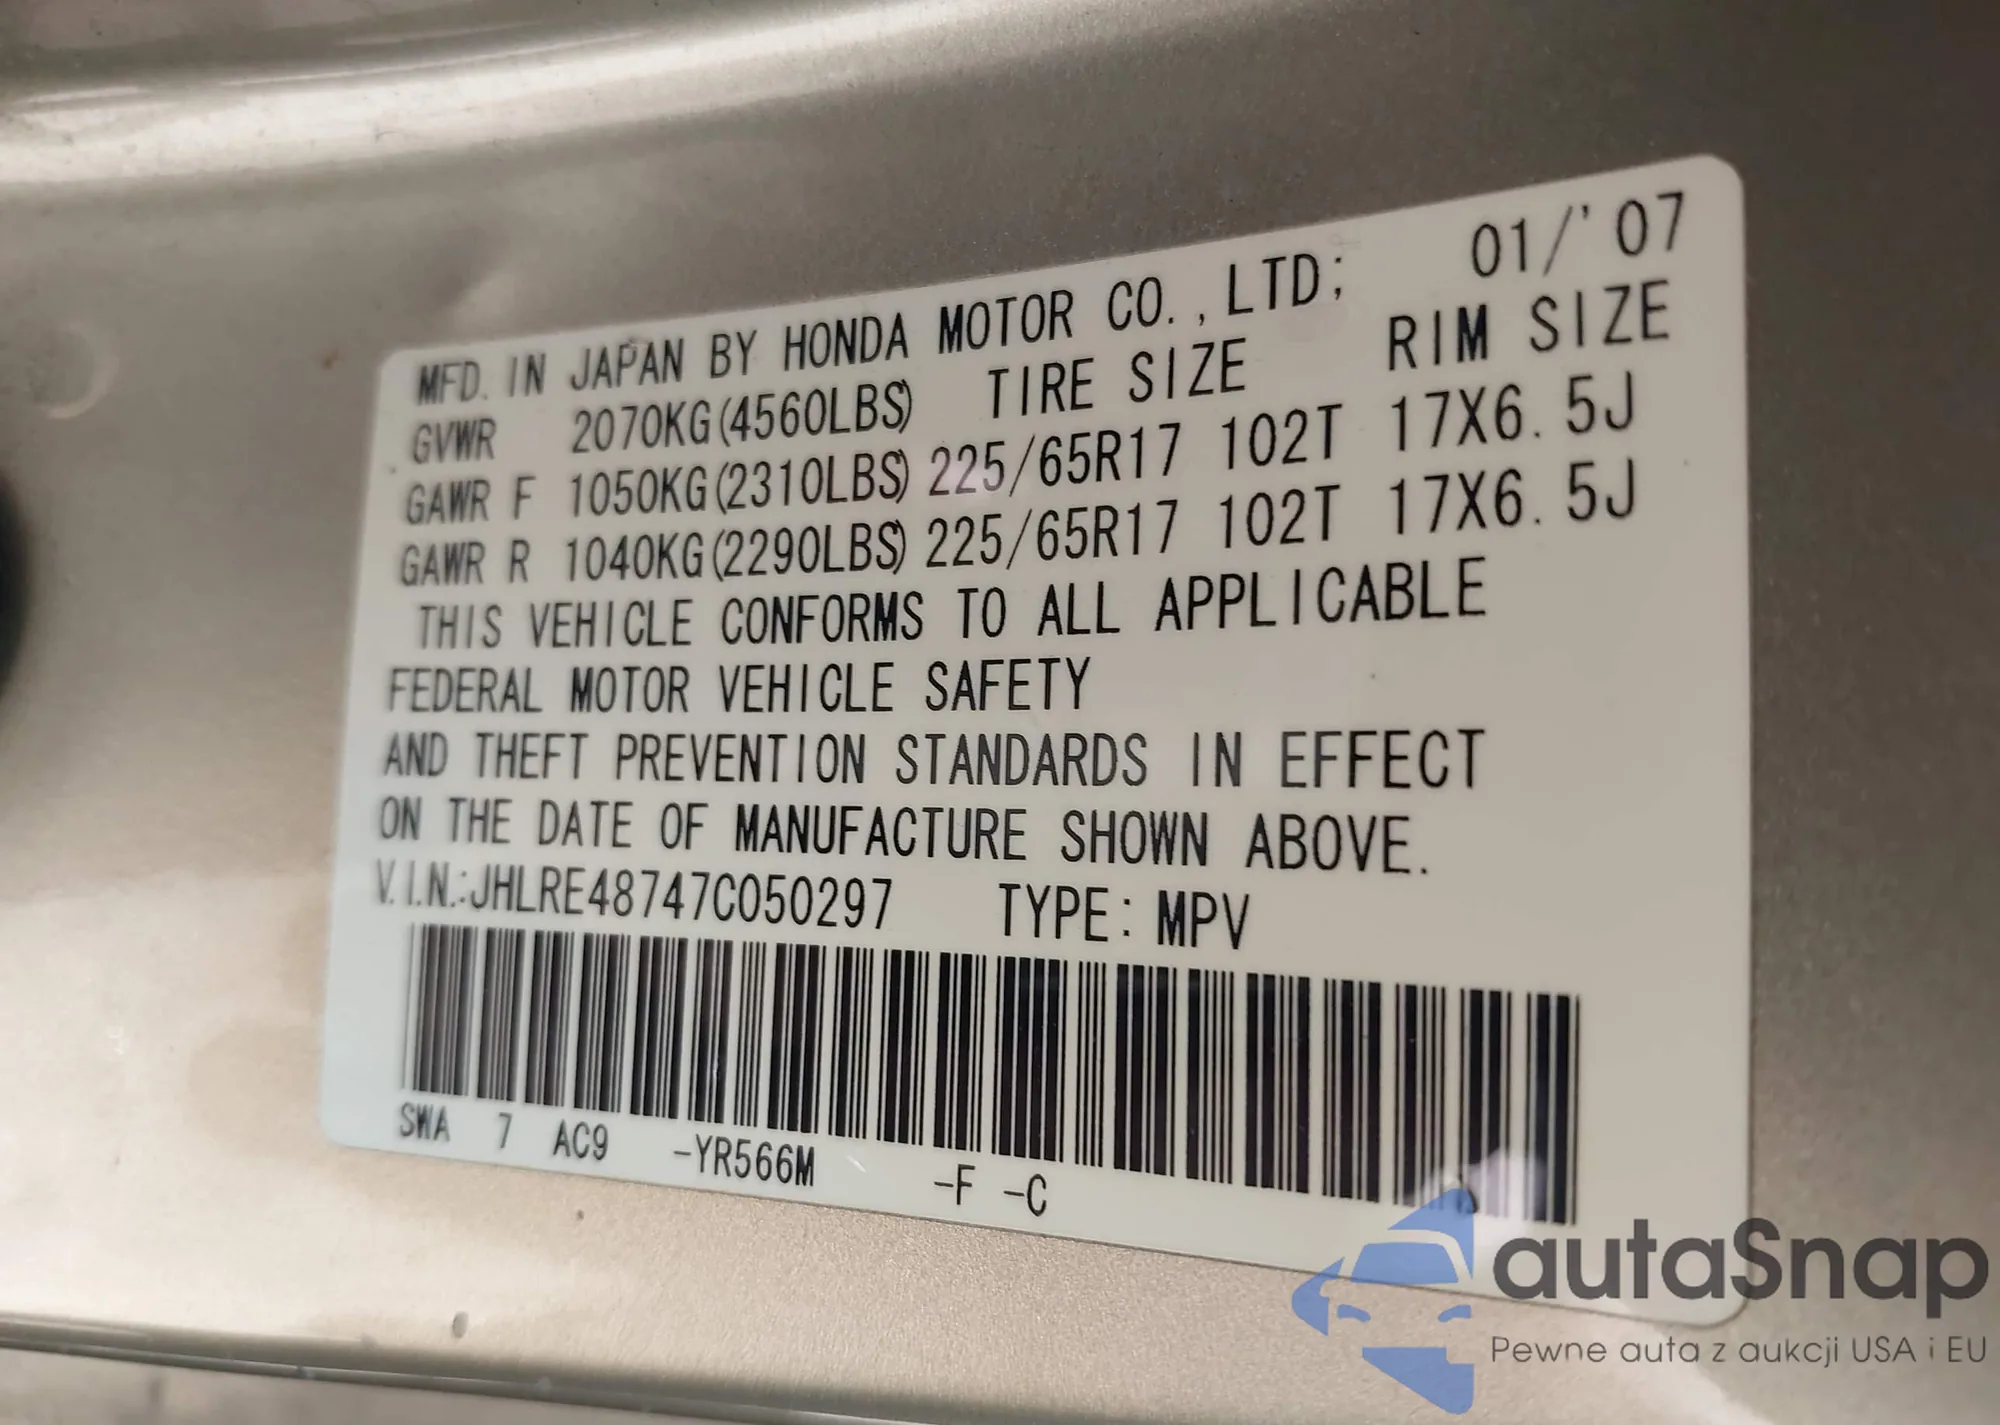 MFD. IN JAPAN BY HONDA MOTOR CO.,LTD; 01/'07
GVWR 2070KG(4560LBS) TIRE SIZE RIM SIZE
GAWR F 1050KG(2310LBS) 225/65R17 102T 17X6.5J
GAWR R 1040KG(2290LBS) 225/65R17 102T 17X6.5J
THIS VEHICLE CONFORMS TO ALL APPLICABLE
FEDERAL MOTOR VEHICLE SAFETY
AND THEFT PREVENTION STANDARDS IN EFFECT
ON THE DATE OF MANUFACTURE SHOWN ABOVE.
V.I.N.:JHLRE48747C050297 TYPE: MPV
SWA 7 AC9 -YR566M -F -C
autaSnap
Pewne auta z aukcji USA i EU